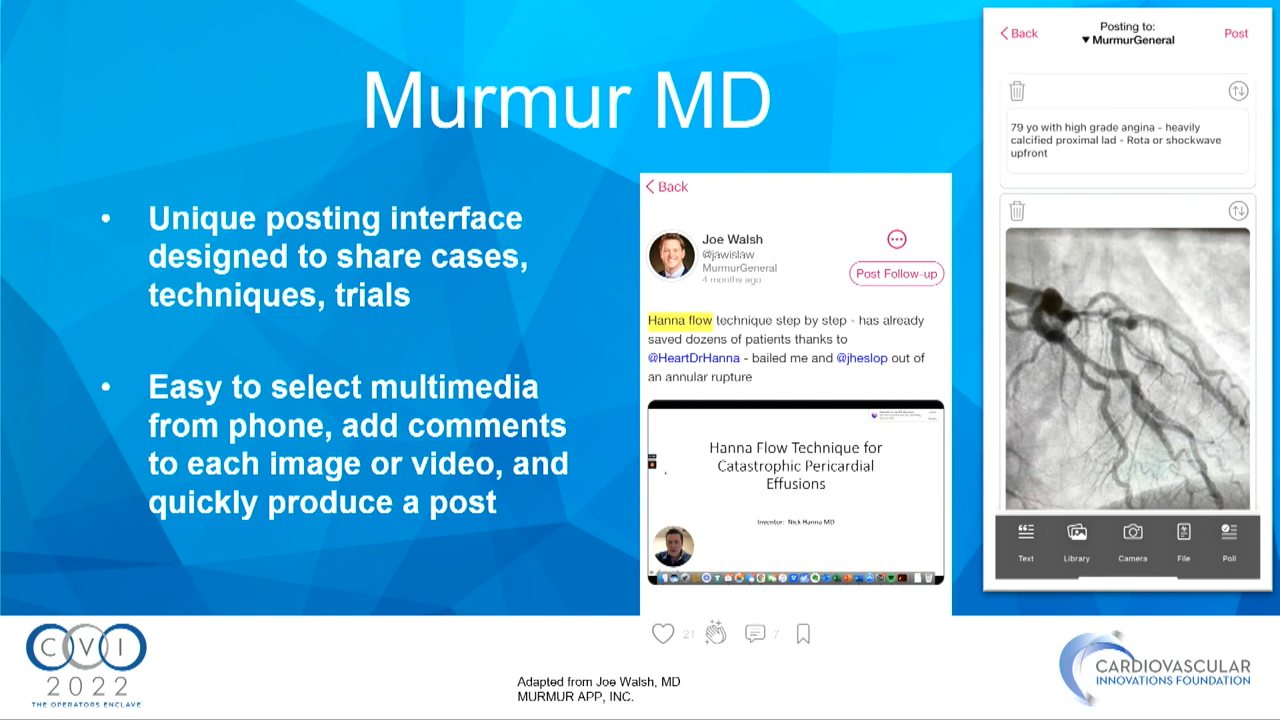 Murmur MD
• Unique posting interface
designed to share cases,
techniques, trials
• Easy to select multimedia
from phone, add comments
to each image or video, and
quickly produce a post
Back
Joe Walsh
@jawislaw
MurmurGeneral
4 months ago
Post Follow-up
Hanna flow technique step by step - has already
saved dozens of patients thanks to
@HeartDrHanna - bailed me and @jheslop out of
an annular rupture
Hanna Flow Technique for
Catastrophic Pericardial
Effusions
Inventor: Nick Hanna MD
21 7
Back
Posting to:
MurmurGeneral
Post
79 yo with high grade angina - heavily
calcified proximal lad - Rota or shockwave
upfront
Text Library Camera File Poll
CVI
2022
THE OPERATORS ENCLAVE
Adapted from Joe Walsh, MD
MURMUR APP, INC.
CARDIOVASCULAR
INNOVATIONS FOUNDATION